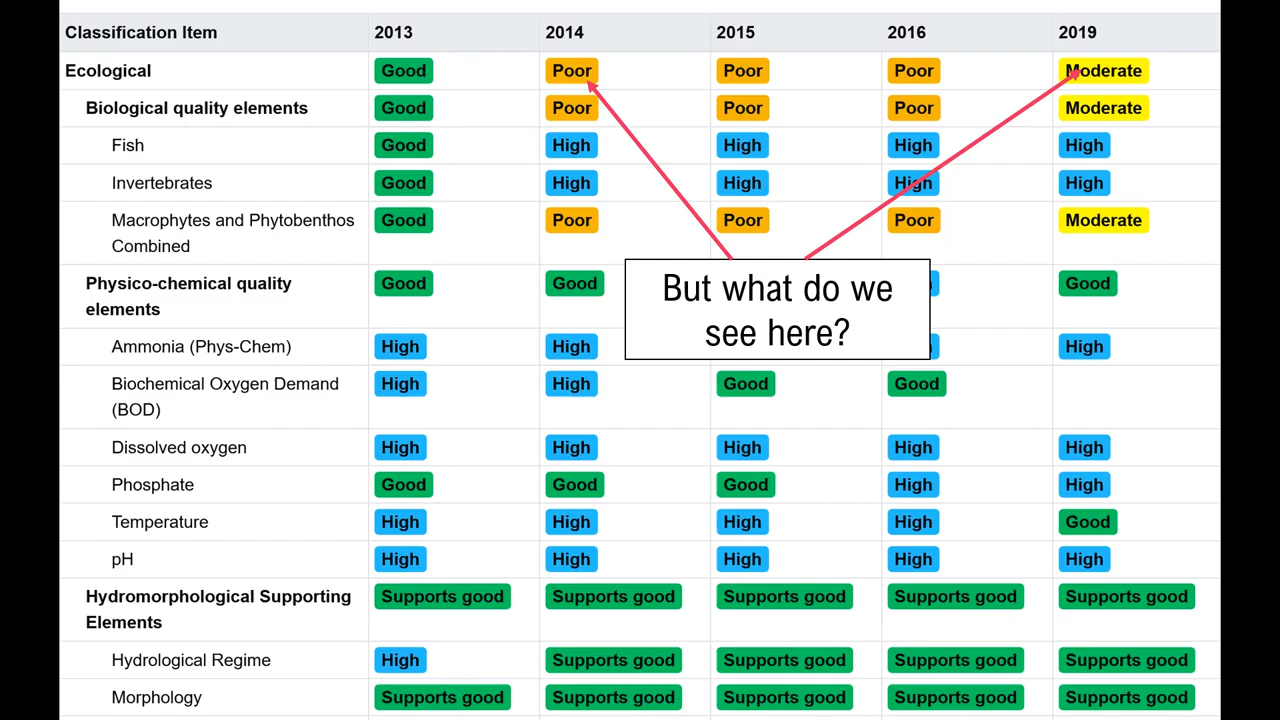 Classification Item 2013 2014 2015 2016 2019
Ecological Good Poor Poor Poor Moderate
Biological quality elements Good Poor Poor Poor Moderate
Fish Good High High High High
Invertebrates Good High High High High
Macrophytes and Phytobenthos
Combined Good Poor Poor Poor Moderate
Physico-chemical quality
elements Good Good Good
But what do we
see here?
Ammonia (Phys-Chem) High High High
Biochemical Oxygen Demand
(BOD) High High Good Good
Dissolved oxygen High High High High High
Phosphate Good Good Good High High
Temperature High High High High Good
pH High High High High High
Hydromorphological Supporting
Elements Supports good Supports good Supports good Supports good Supports good
Hydrological Regime High Supports good Supports good Supports good Supports good
Morphology Supports good Supports good Supports good Supports good Supports good